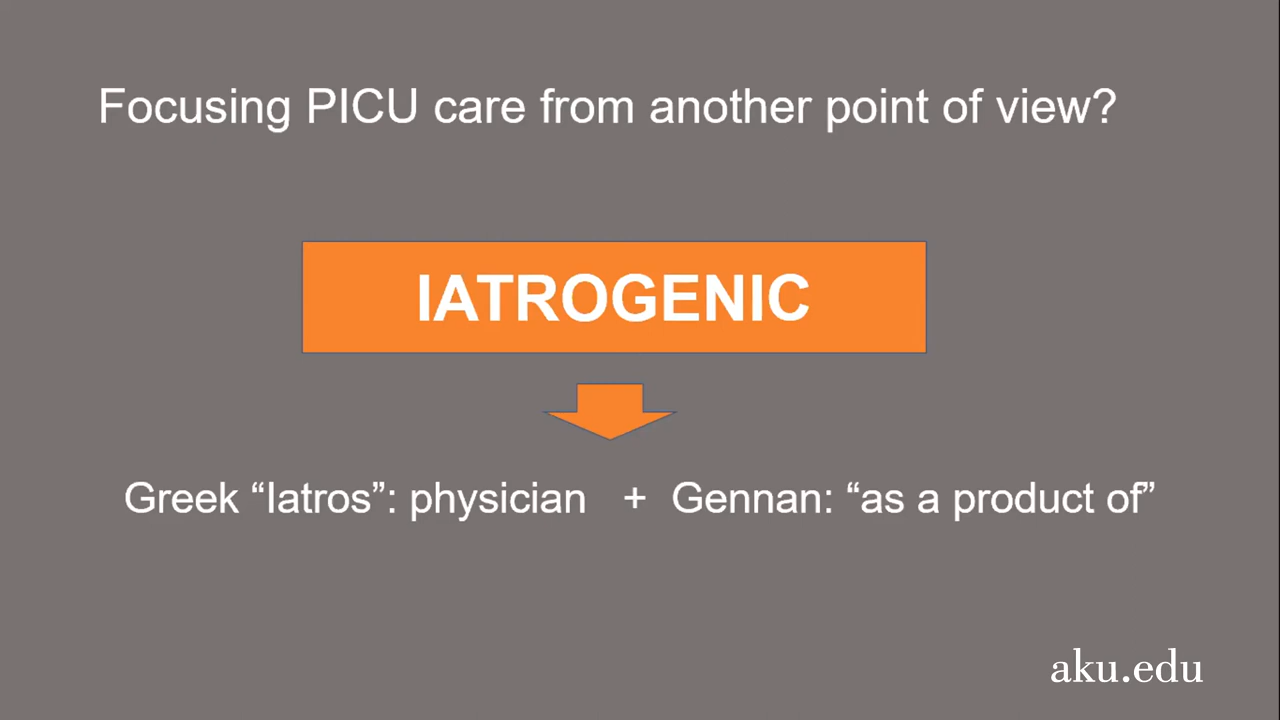 Focusing PICU care from another point of view?
IATROGENIC
Greek “Iatros”: physician + Gennan: “as a product of”
aku.edu